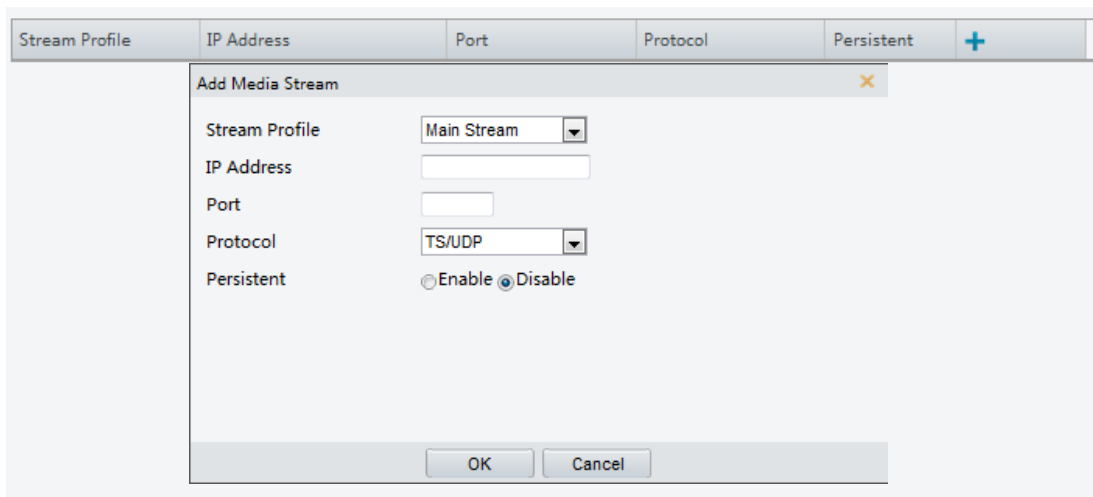 Stream Profile IP Address Port Protocol Persistent +
Add Media Stream ×
Stream Profile Main Stream
IP Address
Port
Protocol TS/UDP
Persistent Enable Disable
OK Cancel